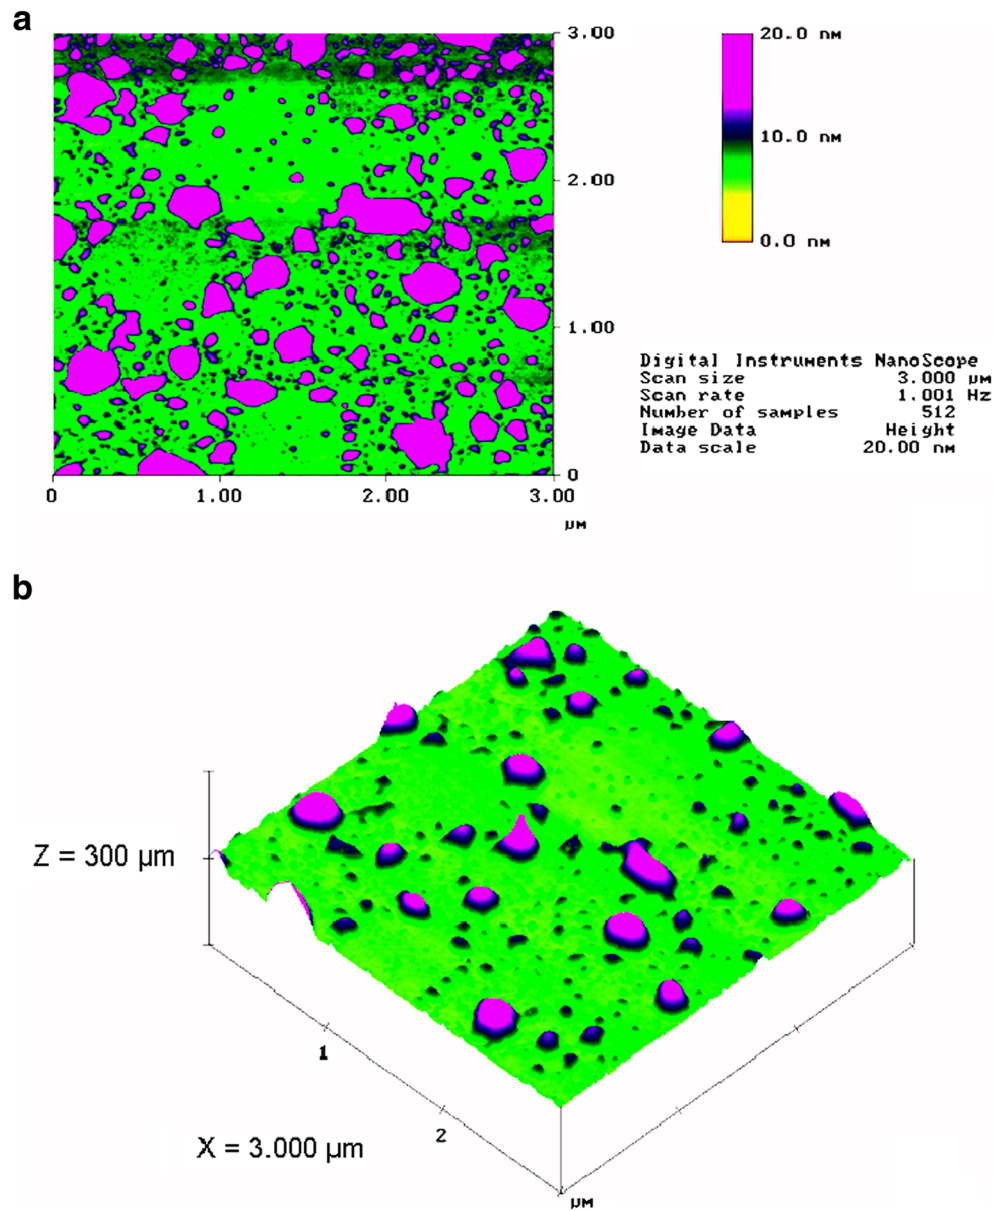 a
3.00
2.00
1.00
0
0 1.00 2.00 3.00
µM
20.0 nM
10.0 nM
0.0 nM
Digital Instruments NanoScope
Scan size 3.000 µM
Scan rate 1.001 Hz
Number of samples 512
Image Data Height
Data scale 20.00 nM
b
Z = 300 µm
1
2
X = 3.000 µm
µM